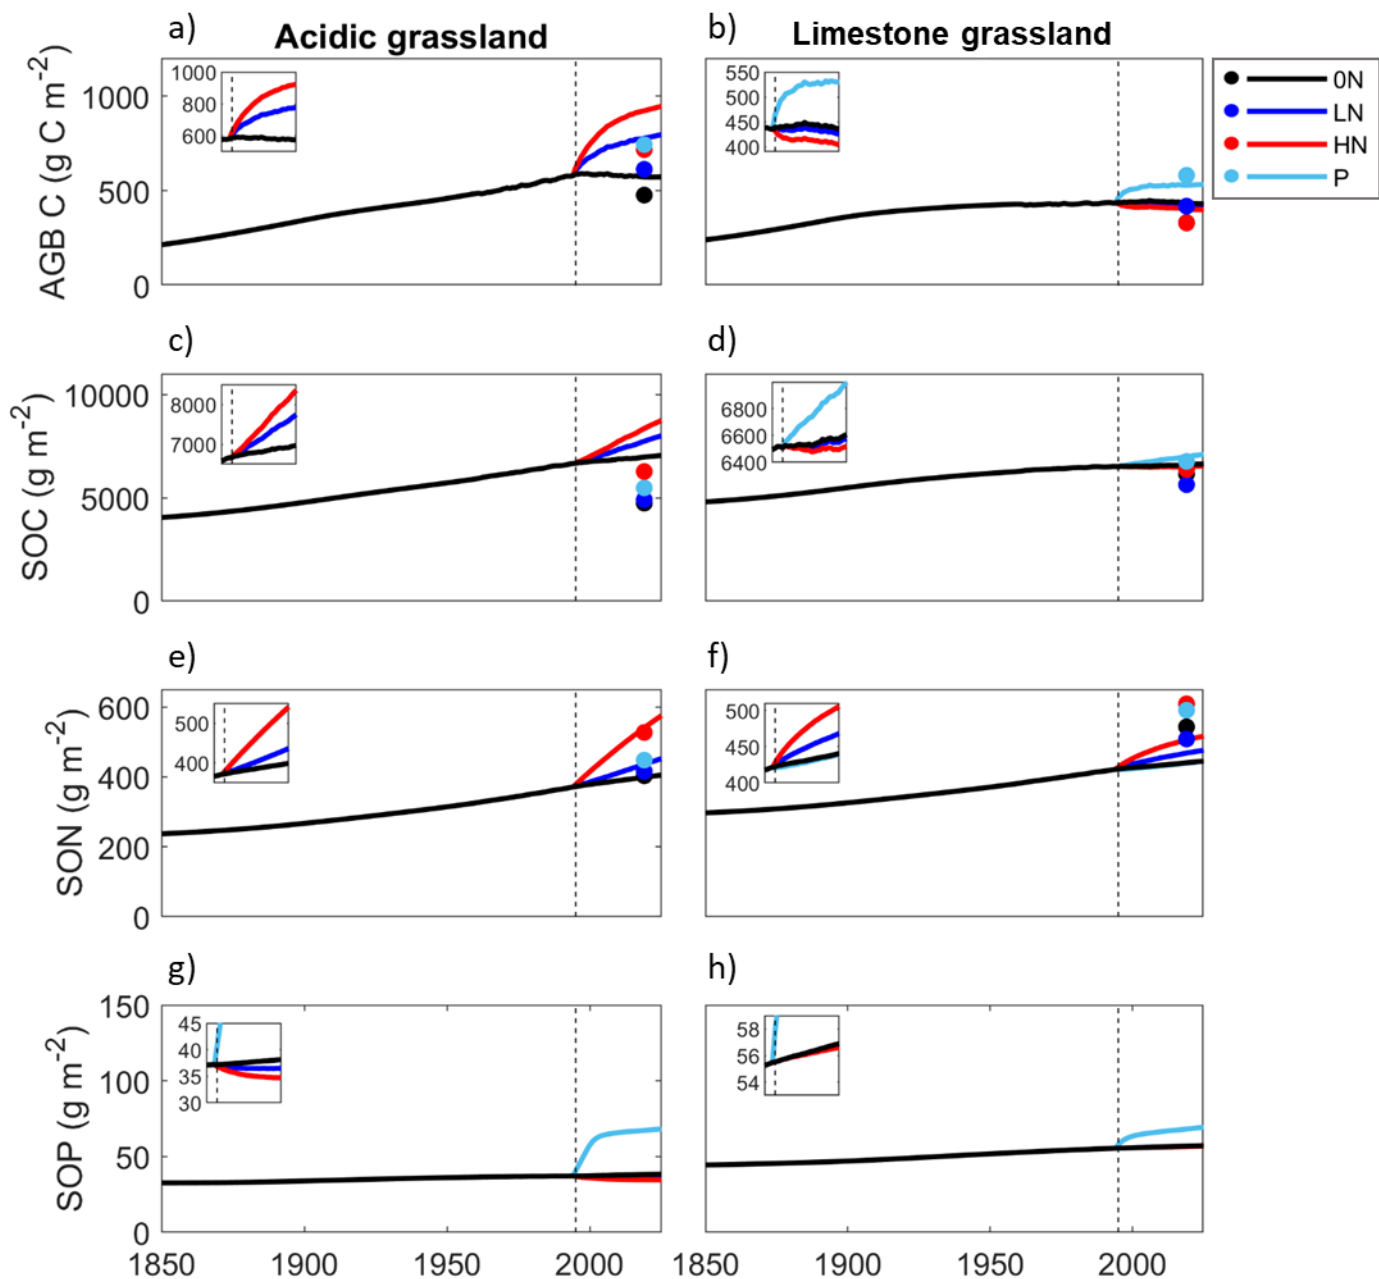 a)
Acidic grassland
b)
Limestone grassland
AGB C (g C m-2)
1000
500
0
1000
800
600
550
500
450
400
0N
LN
HN
P
c)
d)
SOC (g m-2)
10000
5000
0
8000
7000
6800
6600
6400
e)
f)
SON (g m-2)
600
400
200
0
500
400
500
450
400
g)
h)
SOP (g m-2)
150
100
50
0
45
40
35
30
58
56
54
1850 1900 1950 2000
1850 1900 1950 2000